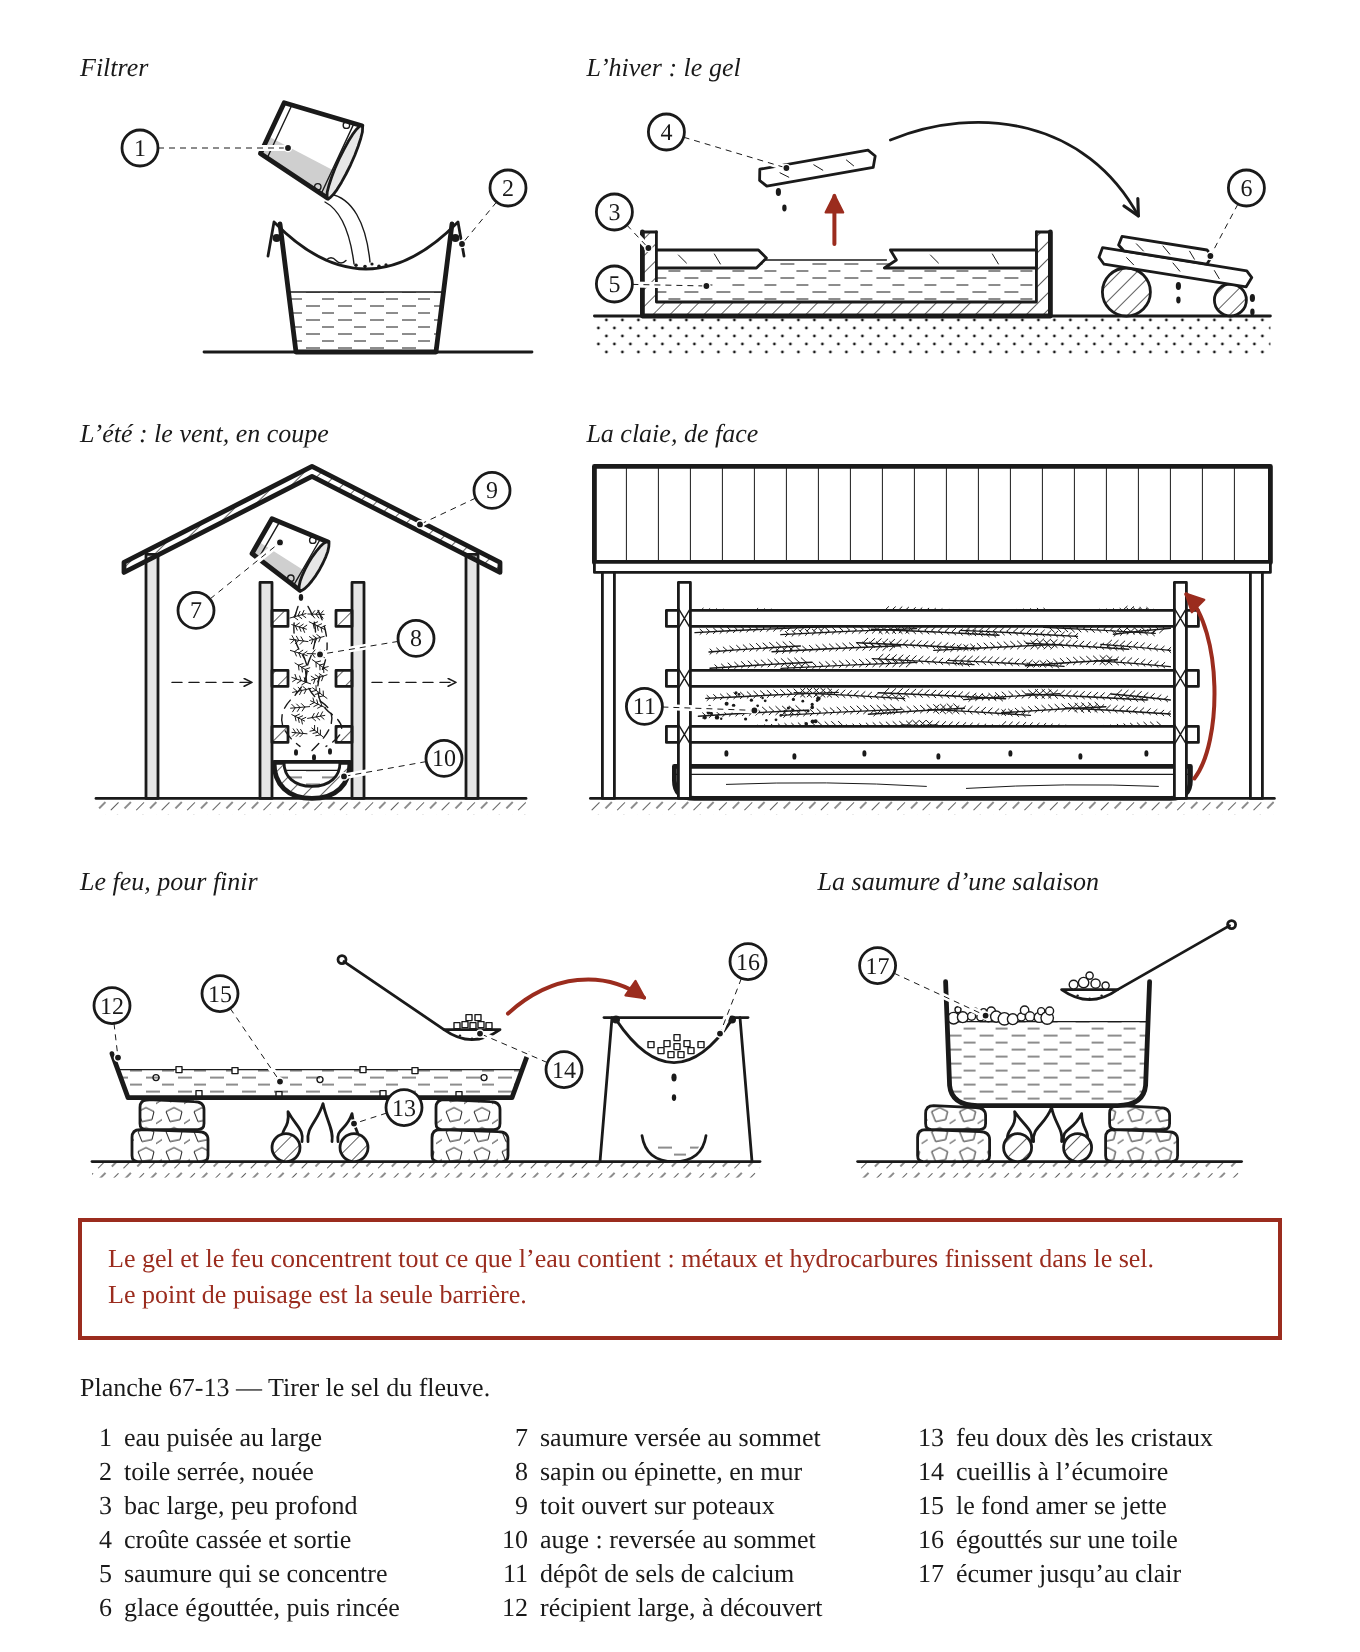 Filtrer
L’hiver : le gel
1
2
3
4
5
6
L’été : le vent, en coupe
La claie, de face
7
8
9
10
11
Le feu, pour finir
La saumure d’une salaison
12
15
14
13
16
17
Le gel et le feu concentrent tout ce que l’eau contient : métaux et hydrocarbures finissent dans le sel.
Le point de puisage est la seule barrière.
Planche 67-13 — Tirer le sel du fleuve.
1 eau puisée au large
2 toile serrée, nouée
3 bac large, peu profond
4 croûte cassée et sortie
5 saumure qui se concentre
6 glace égouttée, puis rincée
7 saumure versée au sommet
8 sapin ou épinette, en mur
9 toit ouvert sur poteaux
10 auge : reversée au sommet
11 dépôt de sels de calcium
12 récipient large, à découvert
13 feu doux dès les cristaux
14 cueillis à l’écumoire
15 le fond amer se jette
16 égouttés sur une toile
17 écumer jusqu’au clair